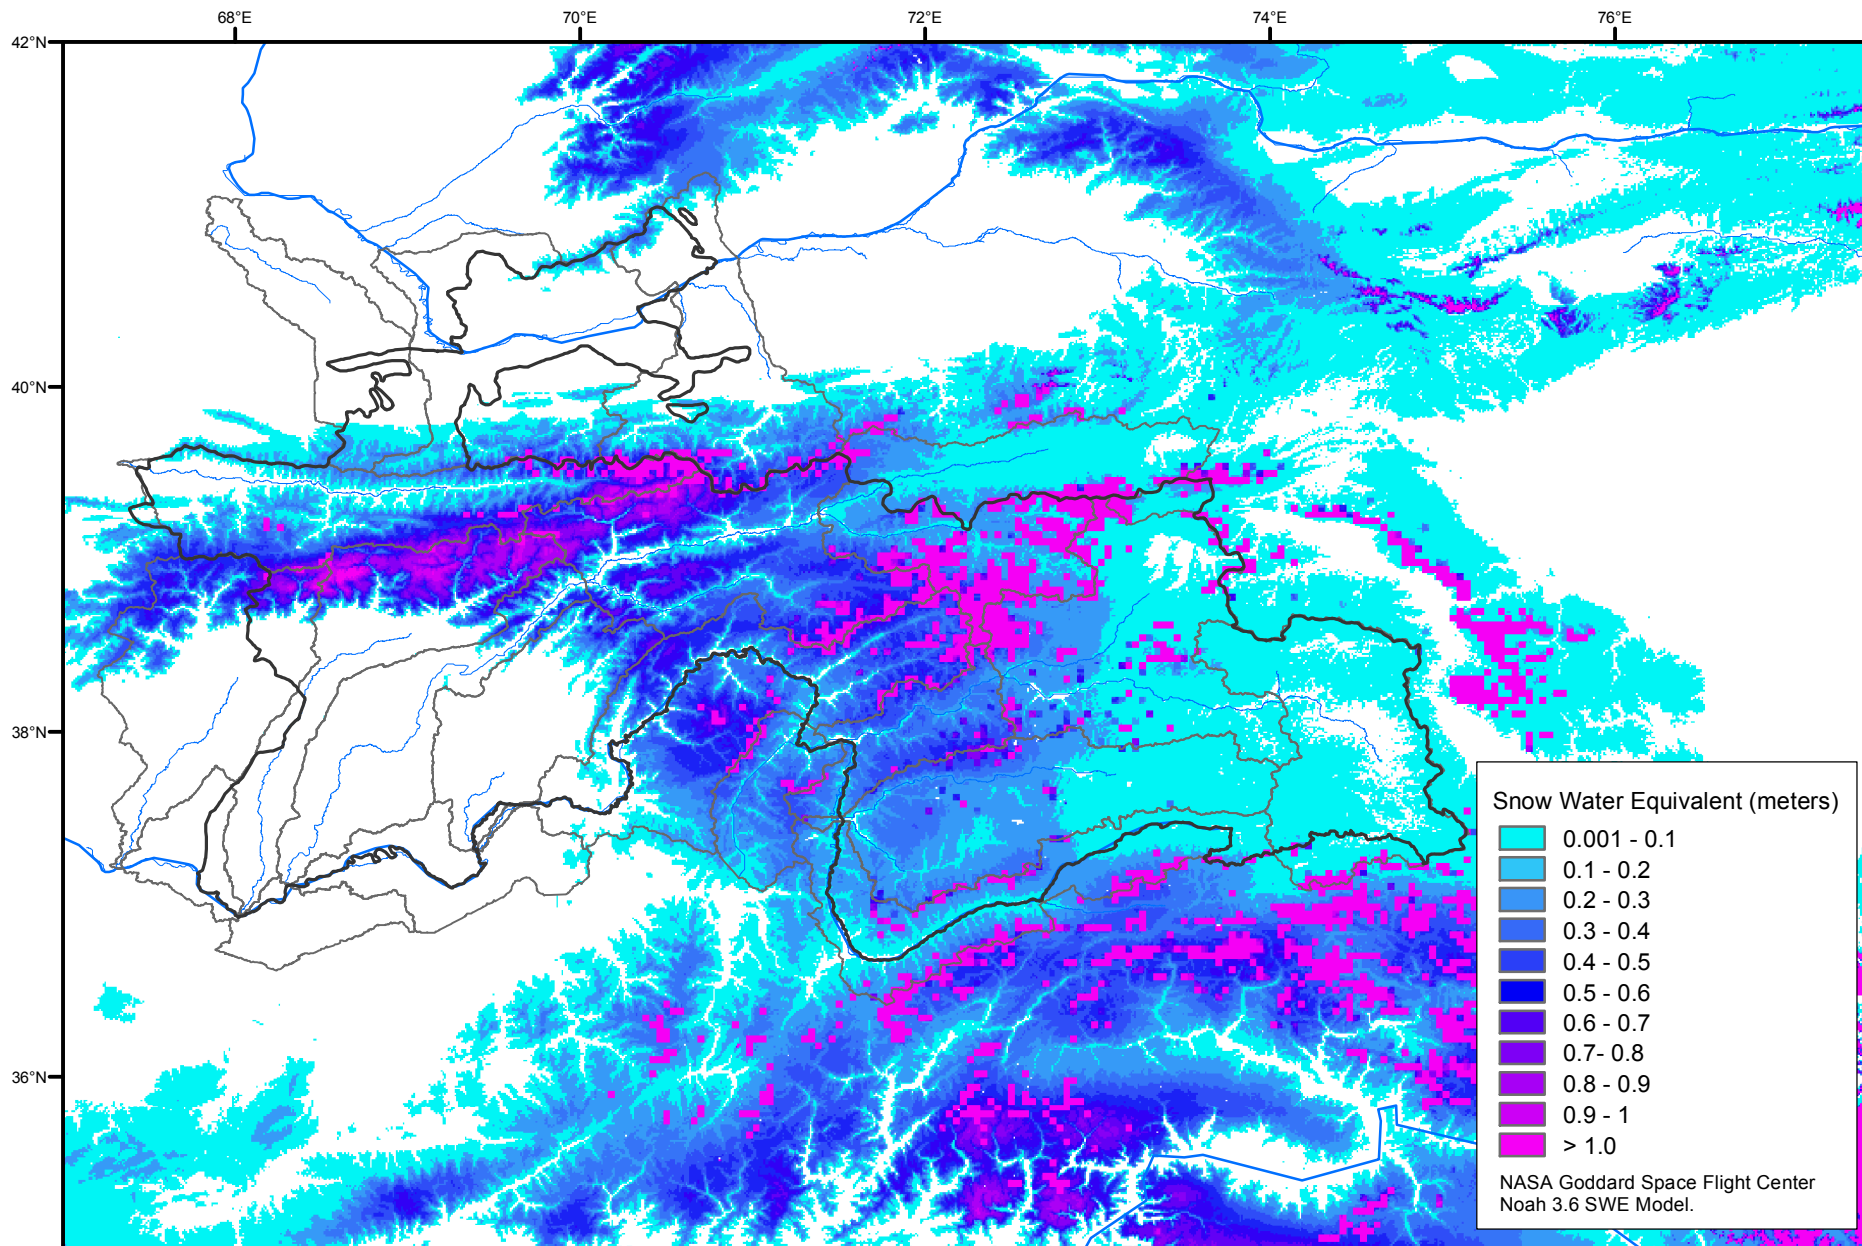 68°E 70°E 72°E 74°E 76°E
42°N
40°N
38°N
36°N
Snow Water Equivalent (meters)
0.001 - 0.1
0.1 - 0.2
0.2 - 0.3
0.3 - 0.4
0.4 - 0.5
0.5 - 0.6
0.6 - 0.7
0.7- 0.8
0.8 - 0.9
0.9 - 1
> 1.0
NASA Goddard Space Flight Center
Noah 3.6 SWE Model.